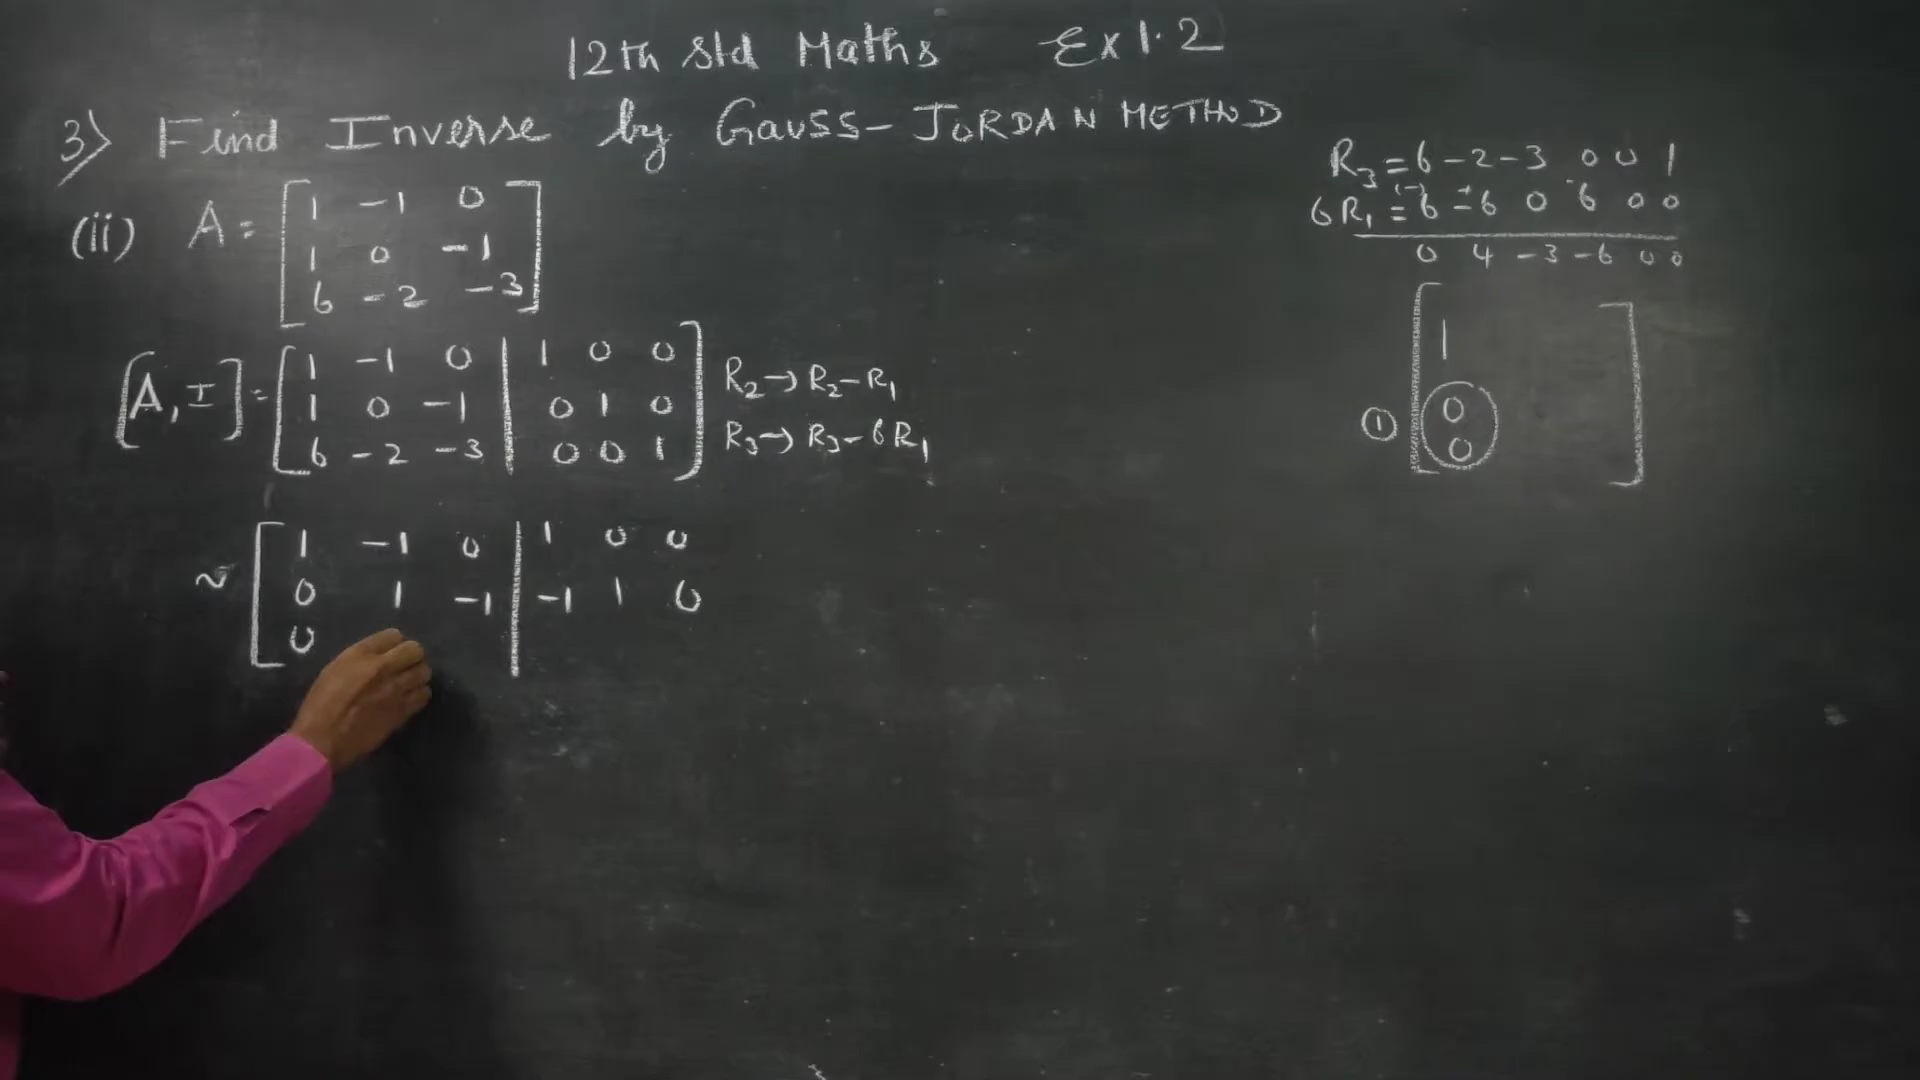 12th std Maths Ex 1.2
3) Find Inverse by Gauss-JORDAN METHOD
(ii) A = [1 -1 0
1 0 -1
6 -2 -3]
[A, I] = [1 -1 0 | 1 0 0
1 0 -1 | 0 1 0
6 -2 -3 | 0 0 1]
R2→R2-R1
R3→R3-6R1
~ [1 -1 0 | 1 0 0
0 1 -1 | -1 1 0
0
R3 = 6 -2 -3 0 0 1
6R1 = 6 -6 0 6 0 0
0 4 -3 -6 0 0
1
① 0
0